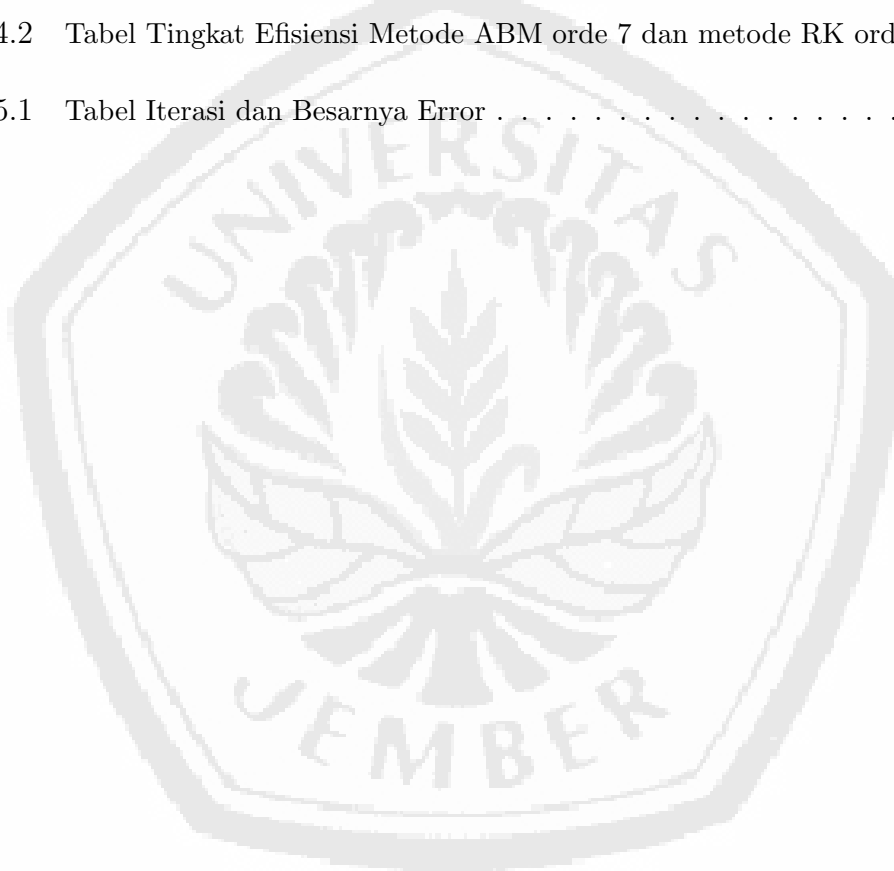 4.2 Tabel Tingkat Efisiensi Metode ABM orde 7 dan metode RK ord
5.1 Tabel Iterasi dan Besarnya Error . . . . . . . . . . . . . . . . .
UNIVERSITAS
JEMBER